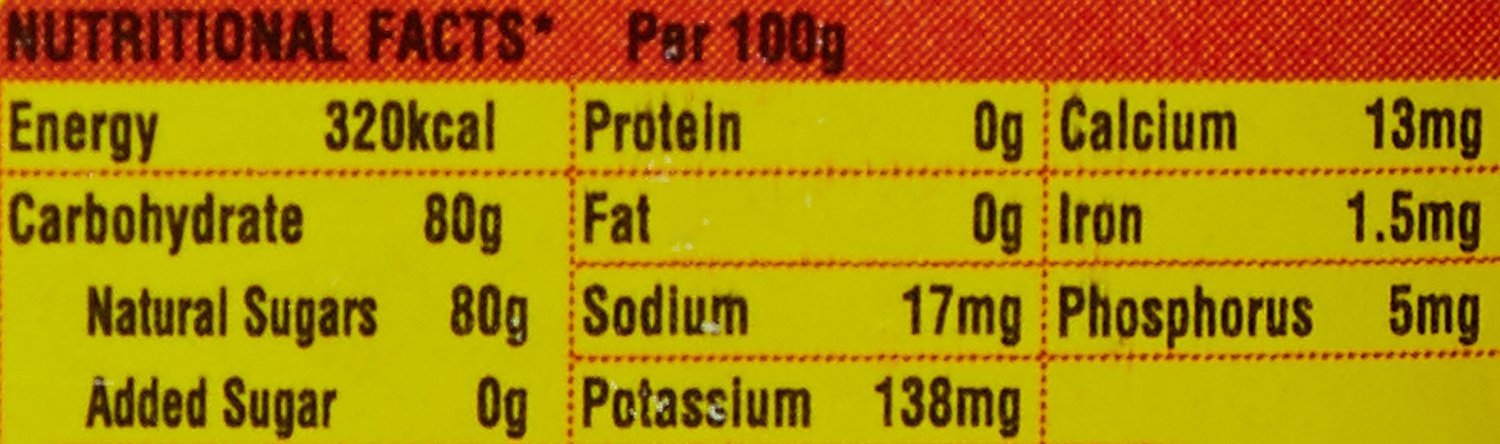 NUTRITIONAL FACTS* Per 100g
Energy 320kcal Protein 0g Calcium 13mg
Carbohydrate 80g Fat 0g Iron 1.5mg
Natural Sugars 80g Sodium 17mg Phosphorus 5mg
Added Sugar 0g Potassium 138mg